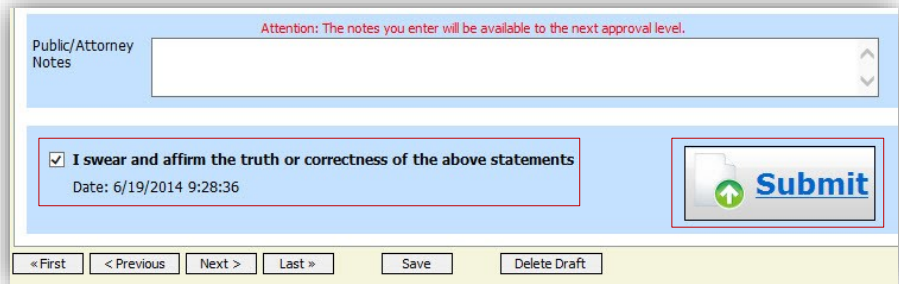 Attention: The notes you enter will be available to the next approval level.
Public/Attorney
Notes
I swear and affirm the truth or correctness of the above statements
Date: 6/19/2014 9:28:36
Submit
« First < Previous Next > Last » Save Delete Draft